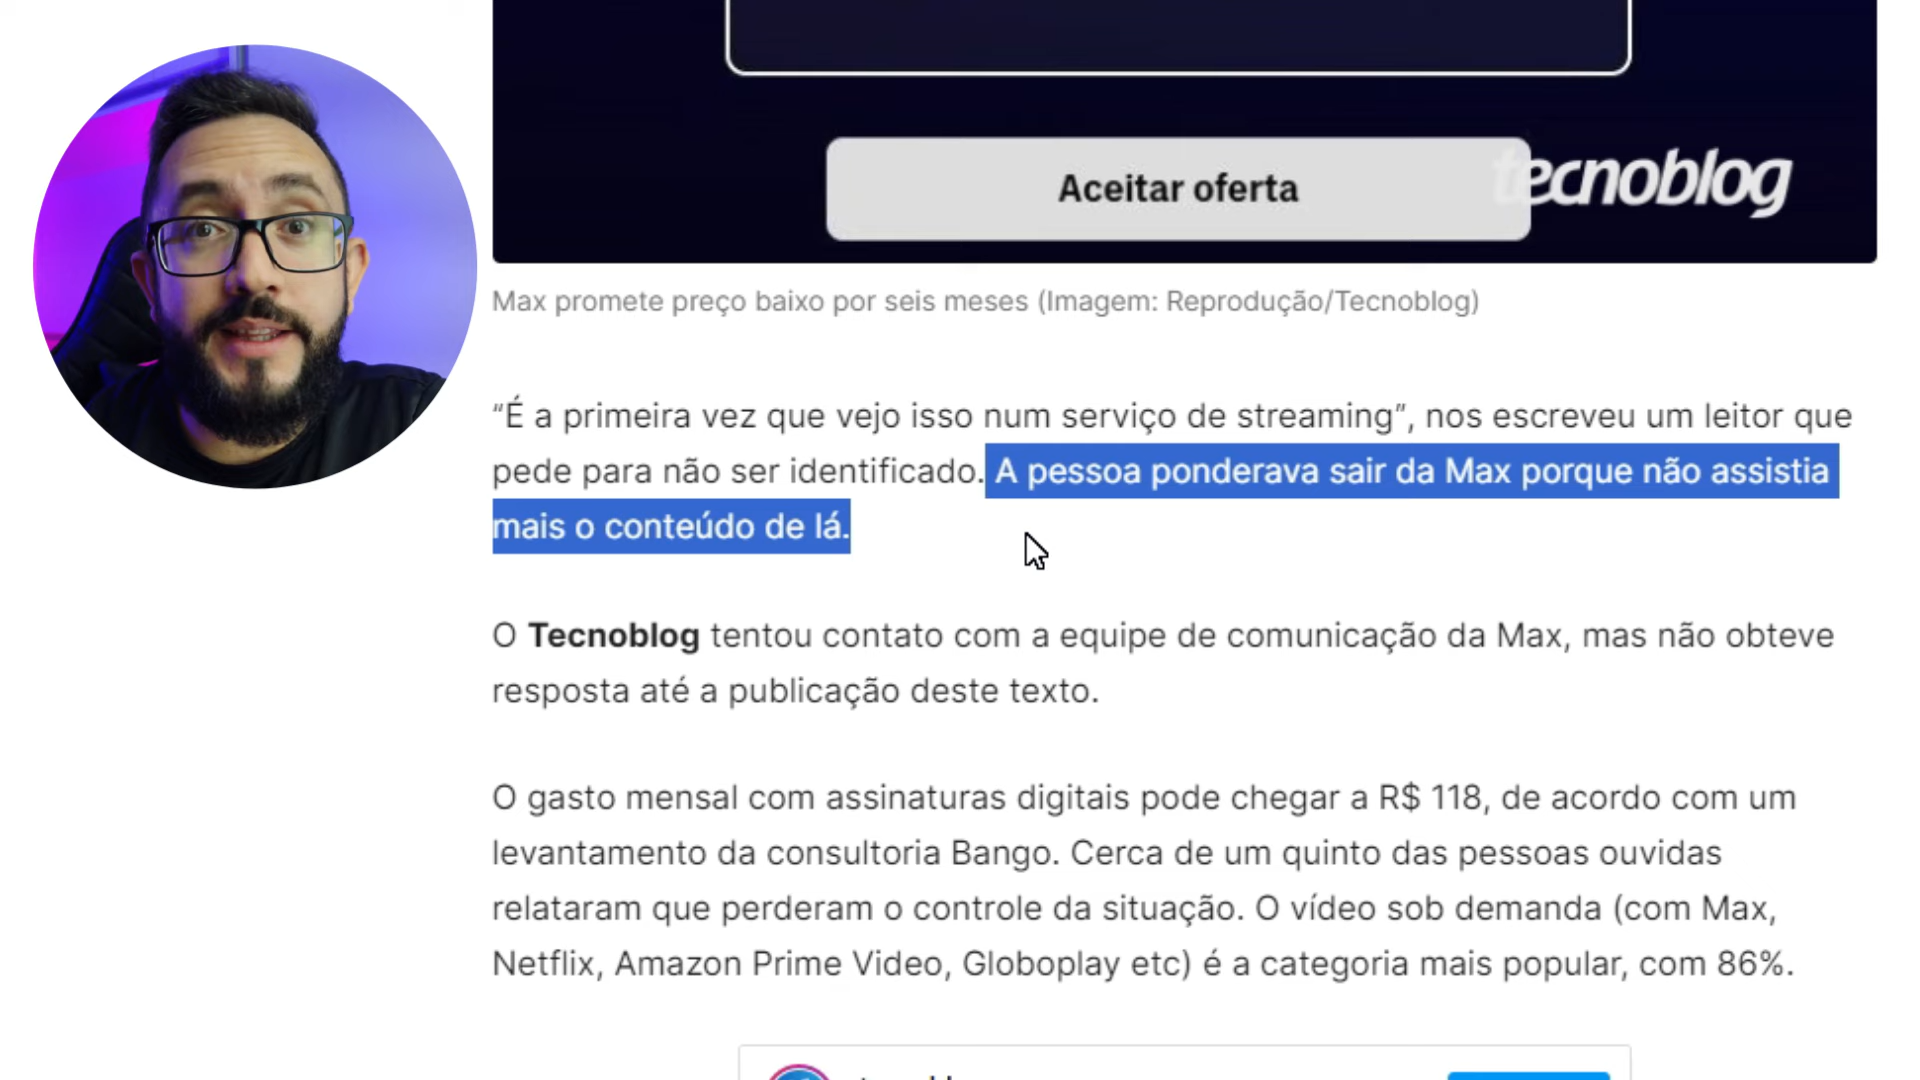 Aceitar oferta
tecnoblog
Max promete preço baixo por seis meses (Imagem: Reprodução/Tecnoblog)
“É a primeira vez que vejo isso num serviço de streaming”, nos escreveu um leitor que
pede para não ser identificado. A pessoa ponderava sair da Max porque não assistia
mais o conteúdo de lá.
O Tecnoblog tentou contato com a equipe de comunicação da Max, mas não obteve
resposta até a publicação deste texto.
O gasto mensal com assinaturas digitais pode chegar a R$ 118, de acordo com um
levantamento da consultoria Bango. Cerca de um quinto das pessoas ouvidas
relataram que perderam o controle da situação. O vídeo sob demanda (com Max,
Netflix, Amazon Prime Video, Globoplay etc) é a categoria mais popular, com 86%.